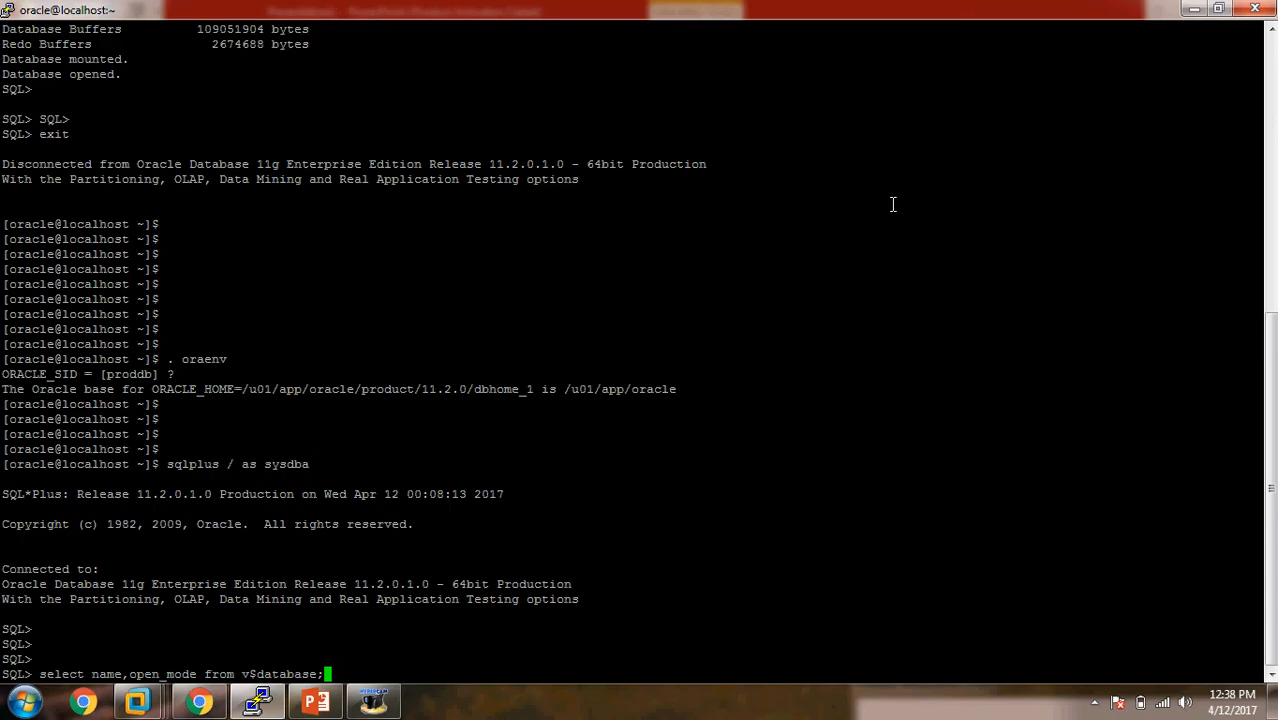 oracle@localhost:~
Database Buffers          109051904 bytes
Redo Buffers                2674688 bytes
Database mounted.
Database opened.
SQL>
SQL> SQL>
SQL> exit
Disconnected from Oracle Database 11g Enterprise Edition Release 11.2.0.1.0 - 64bit Production
With the Partitioning, OLAP, Data Mining and Real Application Testing options
[oracle@localhost ~]$
[oracle@localhost ~]$
[oracle@localhost ~]$
[oracle@localhost ~]$
[oracle@localhost ~]$
[oracle@localhost ~]$
[oracle@localhost ~]$
[oracle@localhost ~]$
[oracle@localhost ~]$
[oracle@localhost ~]$ . oraenv
ORACLE_SID = [proddb] ?
The Oracle base for ORACLE_HOME=/u01/app/oracle/product/11.2.0/dbhome_1 is /u01/app/oracle
[oracle@localhost ~]$
[oracle@localhost ~]$
[oracle@localhost ~]$
[oracle@localhost ~]$
[oracle@localhost ~]$ sqlplus / as sysdba
SQL*Plus: Release 11.2.0.1.0 Production on Wed Apr 12 00:08:13 2017
Copyright (c) 1982, 2009, Oracle.  All rights reserved.
Connected to:
Oracle Database 11g Enterprise Edition Release 11.2.0.1.0 - 64bit Production
With the Partitioning, OLAP, Data Mining and Real Application Testing options
SQL>
SQL>
SQL>
SQL> select name,open_mode from v$database;
12:38 PM
4/12/2017